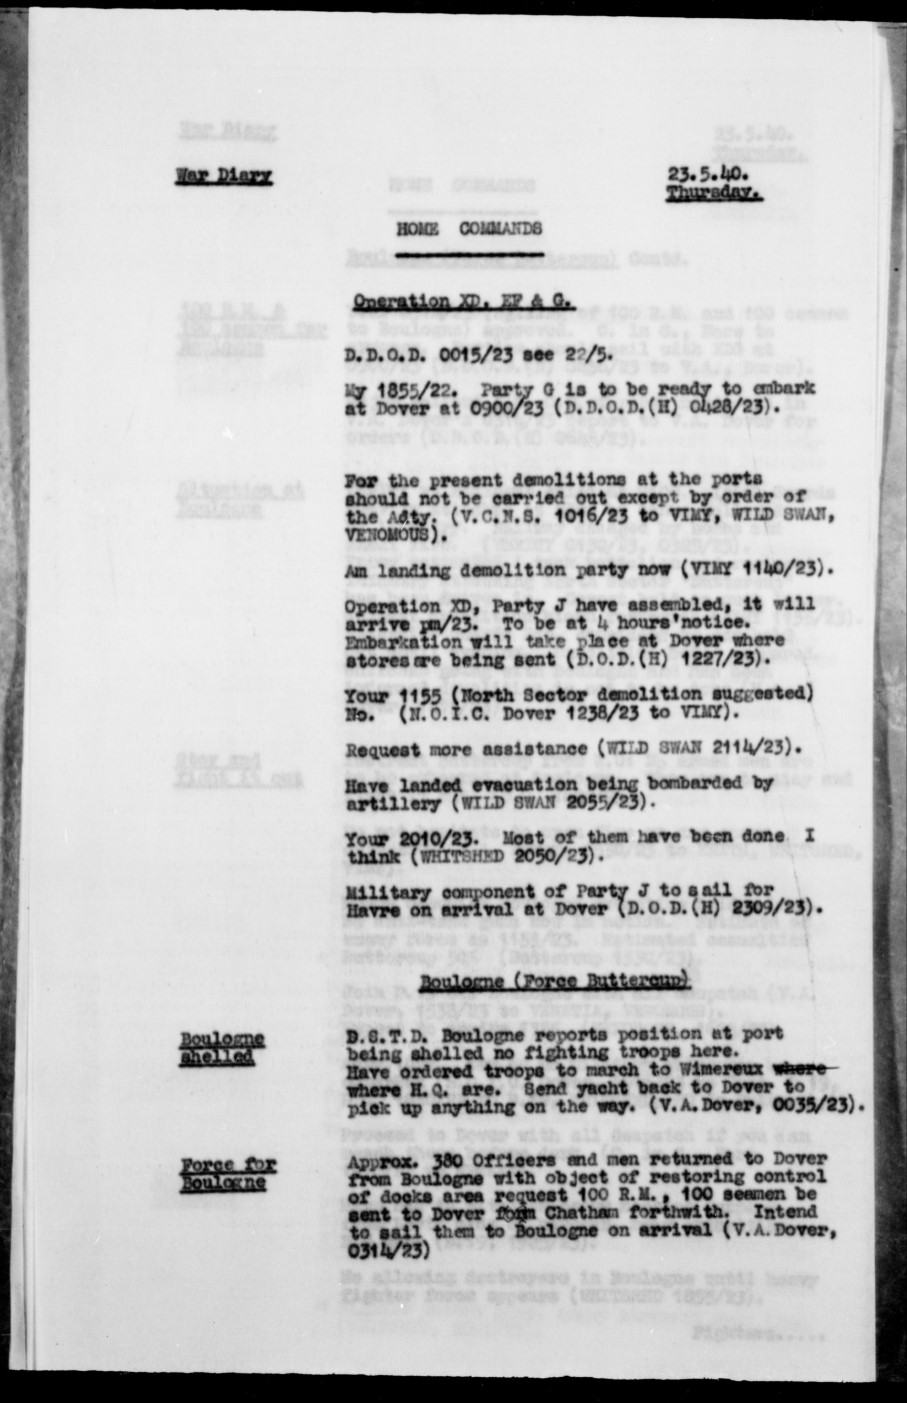 War Diary
23.5.40.
Thursday.
HOME COMMANDS
Operation XD, EF & G.
D.D.O.D. 0015/23 see 22/5.
My 1855/22. Party G is to be ready to embark
at Dover at 0900/23 (D.D.O.D.(H) 0428/23).
For the present demolitions at the ports
should not be carried out except by order of
the Adty. (V.C.N.S. 1016/23 to VIMY, WILD SWAN,
VENOMOUS).
Am landing demolition party now (VIMY 1140/23).
Operation XD, Party J have assembled, it will
arrive pm/23. To be at 4 hours'notice.
Embarkation will take place at Dover where
stores are being sent (D.O.D.(H) 1227/23).
Your 1155 (North Sector demolition suggested)
No. (N.O.I.C. Dover 1238/23 to VIMY).
Request more assistance (WILD SWAN 2114/23).
Have landed evacuation being bombarded by
artillery (WILD SWAN 2055/23).
Your 2010/23. Most of them have been done I
think (WHITSHED 2050/23).
Military component of Party J to sail for
Havre on arrival at Dover (D.O.D.(H) 2309/23).
Boulogne (Force Buttercup)
Boulogne
shelled
D.S.T.D. Boulogne reports position at port
being shelled no fighting troops here.
Have ordered troops to march to Wimereux where
where H.Q. are. Send yacht back to Dover to
pick up anything on the way. (V.A.Dover, 0035/23).
Force for
Boulogne
Approx. 380 Officers and men returned to Dover
from Boulogne with object of restoring control
of docks area request 100 R.M., 100 seamen be
sent to Dover from Chatham forthwith. Intend
to sail them to Boulogne on arrival (V.A.Dover,
0314/23)